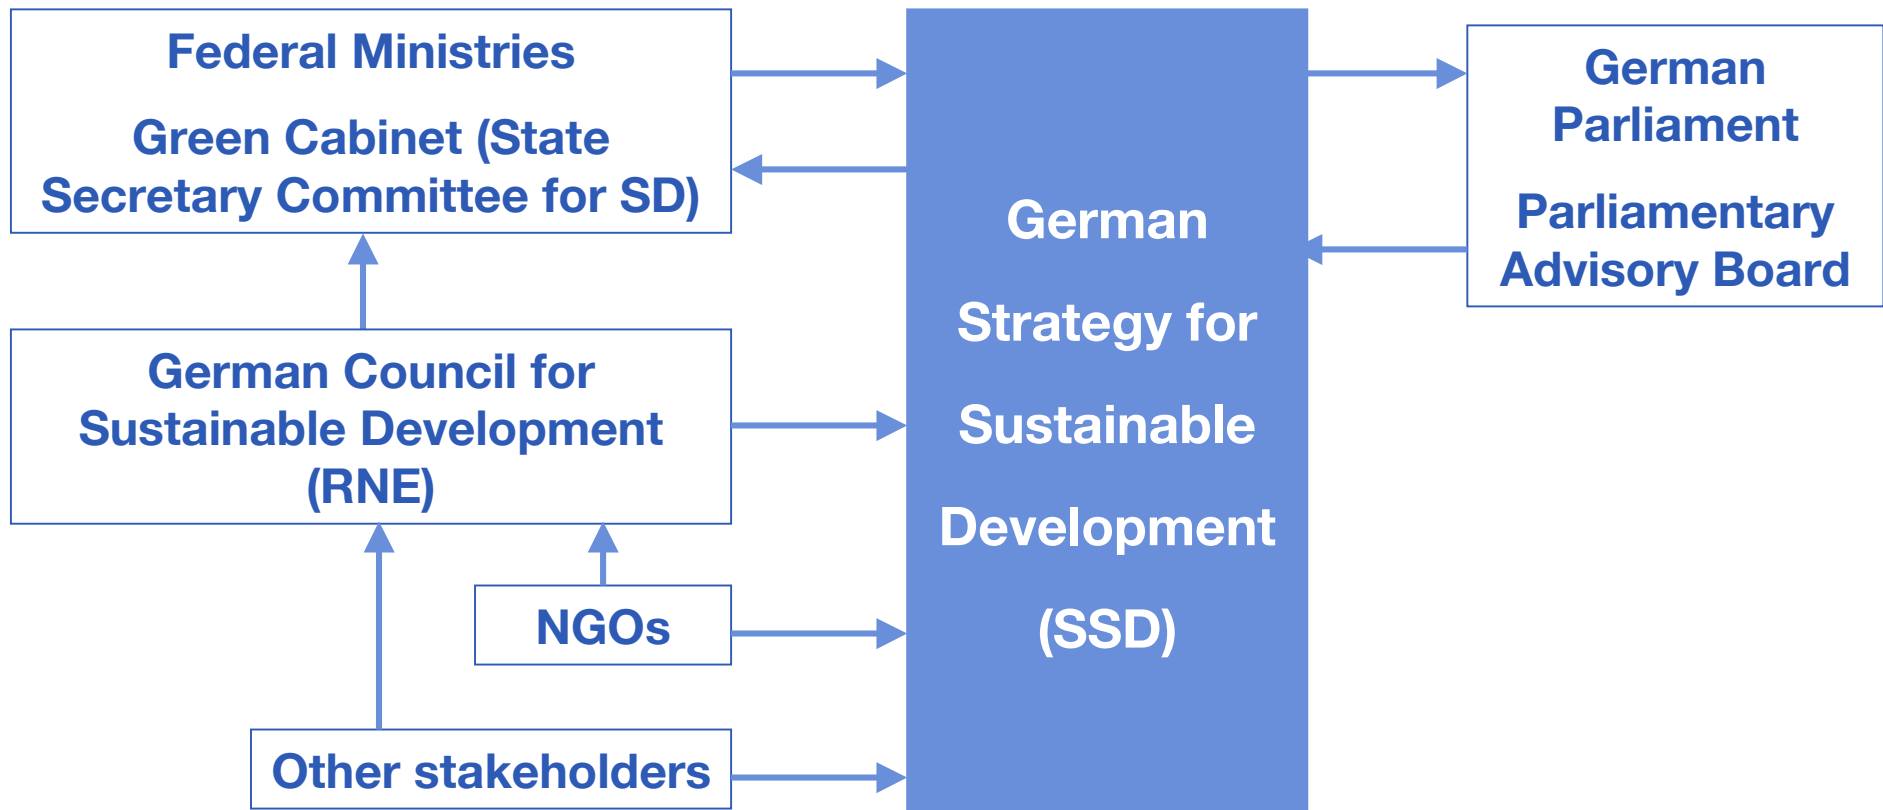 Federal Ministries
Green Cabinet (State
Secretary Committee for SD)
German Council for
Sustainable Development
(RNE)
NGOs
Other stakeholders
German
Strategy for
Sustainable
Development
(SSD)
German
Parliament
Parliamentary
Advisory Board